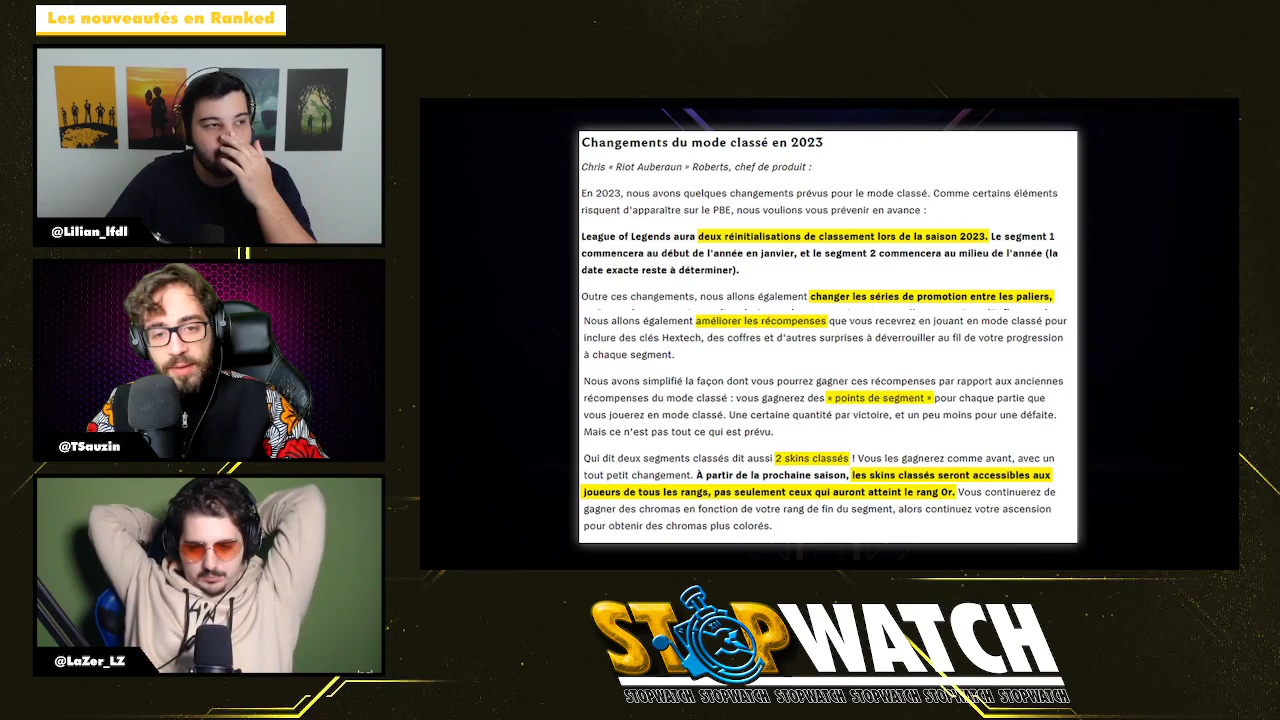 Les nouveautés en Ranked
@Lilian_lfdl
@TSauzin
@LaZer_LZ
Changements du mode classé en 2023
Chris « Riot Auberaun » Roberts, chef de produit :
En 2023, nous avons quelques changements prévus pour le mode classé. Comme certains éléments
risquent d'apparaître sur le PBE, nous voulions vous prévenir en avance :
League of Legends aura deux réinitialisations de classement lors de la saison 2023. Le segment 1
commencera au début de l'année en janvier, et le segment 2 commencera au milieu de l'année (la
date exacte reste à déterminer).
Outre ces changements, nous allons également changer les séries de promotion entre les paliers,
Nous allons également améliorer les récompenses que vous recevrez en jouant en mode classé pour
inclure des clés Hextech, des coffres et d'autres surprises à déverrouiller au fil de votre progression
à chaque segment.
Nous avons simplifié la façon dont vous pourrez gagner ces récompenses par rapport aux anciennes
récompenses du mode classé : vous gagnerez des « points de segment » pour chaque partie que
vous jouerez en mode classé. Une certaine quantité par victoire, et un peu moins pour une défaite.
Mais ce n'est pas tout ce qui est prévu.
Qui dit deux segments classés dit aussi 2 skins classés ! Vous les gagnerez comme avant, avec un
tout petit changement. À partir de la prochaine saison, les skins classés seront accessibles aux
joueurs de tous les rangs, pas seulement ceux qui auront atteint le rang Or. Vous continuerez de
gagner des chromas en fonction de votre rang de fin du segment, alors continuez votre ascension
pour obtenir des chromas plus colorés.
STOPWATCH
STOPWATCH STOPWATCH STOPWATCH STOPWATCH STOPWATCH STOPWATCH